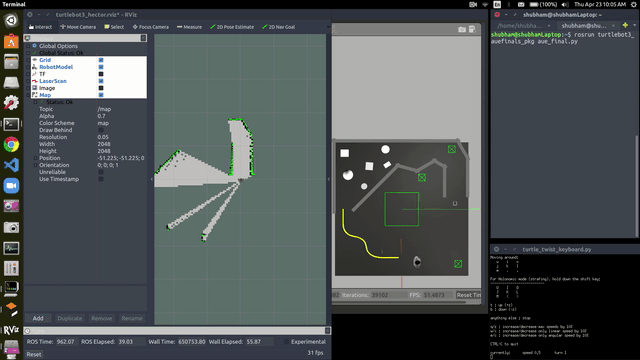 Terminal
(100%) Thu Apr 23 10:05 AM
turtlebot3_hector.rviz* - RViz
Interact
Move Camera
Select
Focus Camera
Measure
2D Pose Estimate
2D Nav Goal
Global Options
Global Status: Ok
Grid
RobotModel
TF
LaserScan
Image
Map
Status: Ok
Topic /map
Alpha 0.7
Color Scheme map
Draw Behind
Resolution 0.05
Width 2048
Height 2048
Position -51.225; -51.225; 0
Orientation 0; 0; 0; 1
Unreliable
Use Timestamp
Add
Duplicate
Remove
Rename
ROS Time: 962.07
ROS Elapsed: 39.03
Wall Time: 650753.80
Wall Elapsed: 55.87
Experimental
Reset
31 fps
Iterations: 39102
FPS: 51.4873
Reset Tim
shubham@shubhamLaptop: ~
shubham@shubhamLaptop:~$ rosrun turtlebot3_
auefinals_pkg aue_final.py
turtle_twist_keyboard.py
Moving around:
u i o
j k l
m , .
For Holonomic mode (strafing), hold down the shift key:
U I O
J K L
M < >
t : up (+z)
b : down (-z)
anything else : stop
q/z : increase/decrease max speeds by 10%
w/x : increase/decrease only linear speed by 10%
e/c : increase/decrease only angular speed by 10%
CTRL-C to quit
currently: speed 0.5 turn 1